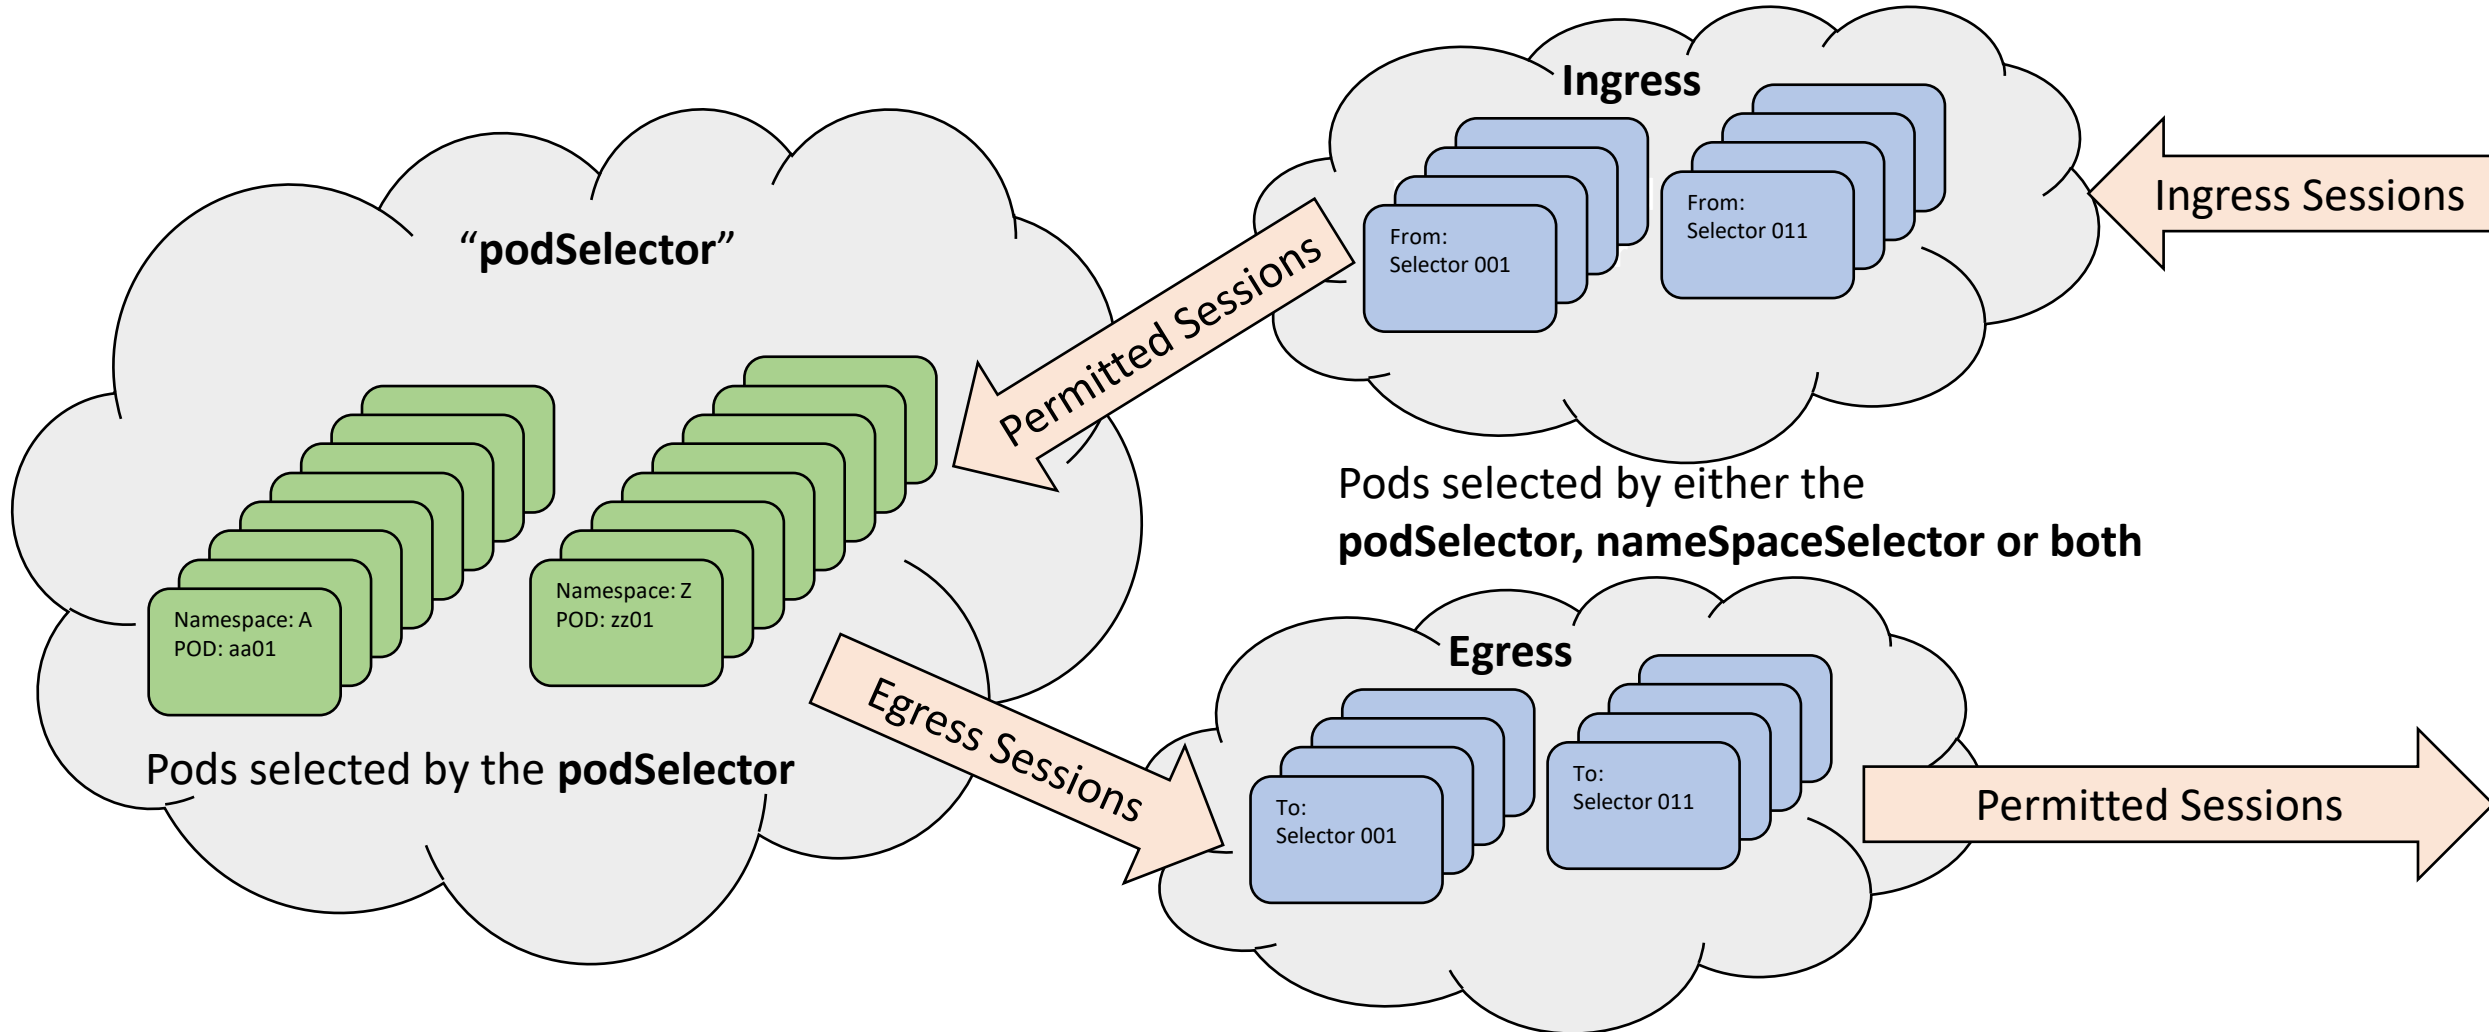 “podSelector”
Namespace: A
POD: aa01
Namespace: Z
POD: zz01
Pods selected by the podSelector
Permitted Sessions
Ingress
From:
Selector 001
From:
Selector 011
Ingress Sessions
Pods selected by either the
podSelector, nameSpaceSelector or both
Egress Sessions
Egress
To:
Selector 001
To:
Selector 011
Permitted Sessions